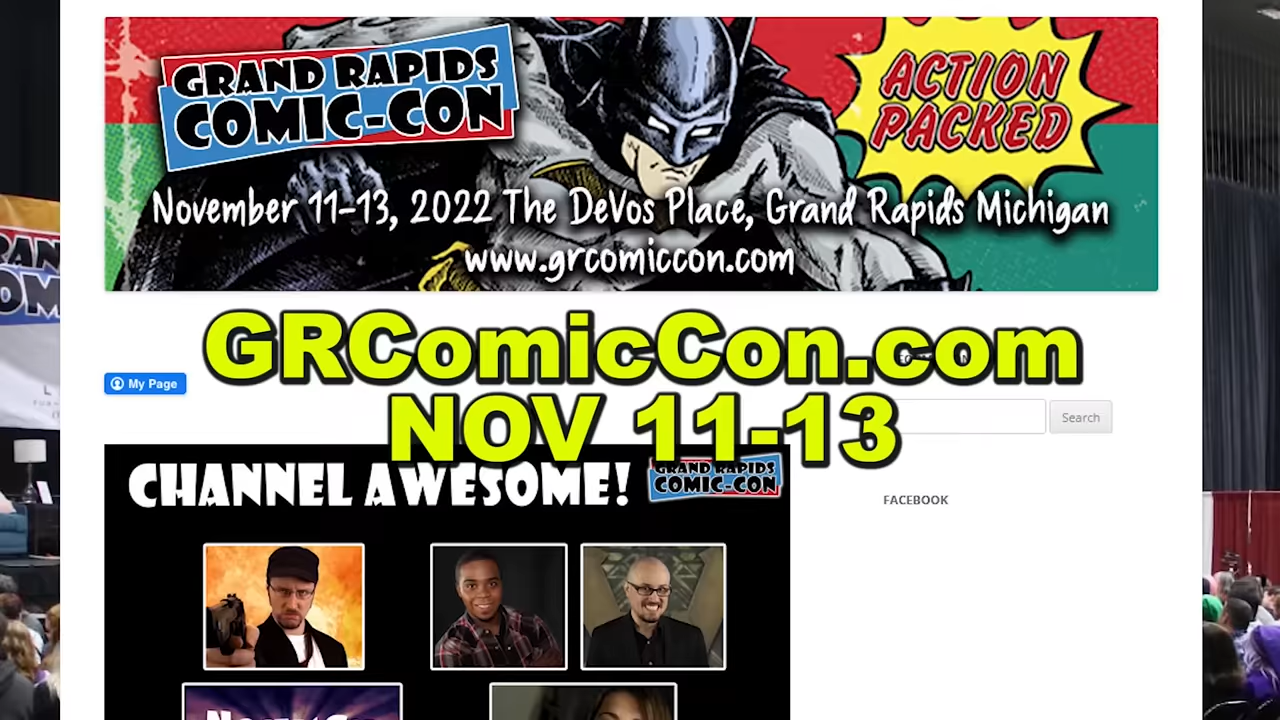 GRAND RAPIDS
COMIC-CON
ACTION
PACKED
November 11-13, 2022 The DeVos Place, Grand Rapids Michigan
www.grcomiccon.com
GRComicCon.com
NOV 11-13
My Page
Search
FACEBOOK
CHANNEL AWESOME!
GRAND RAPIDS
COMIC-CON